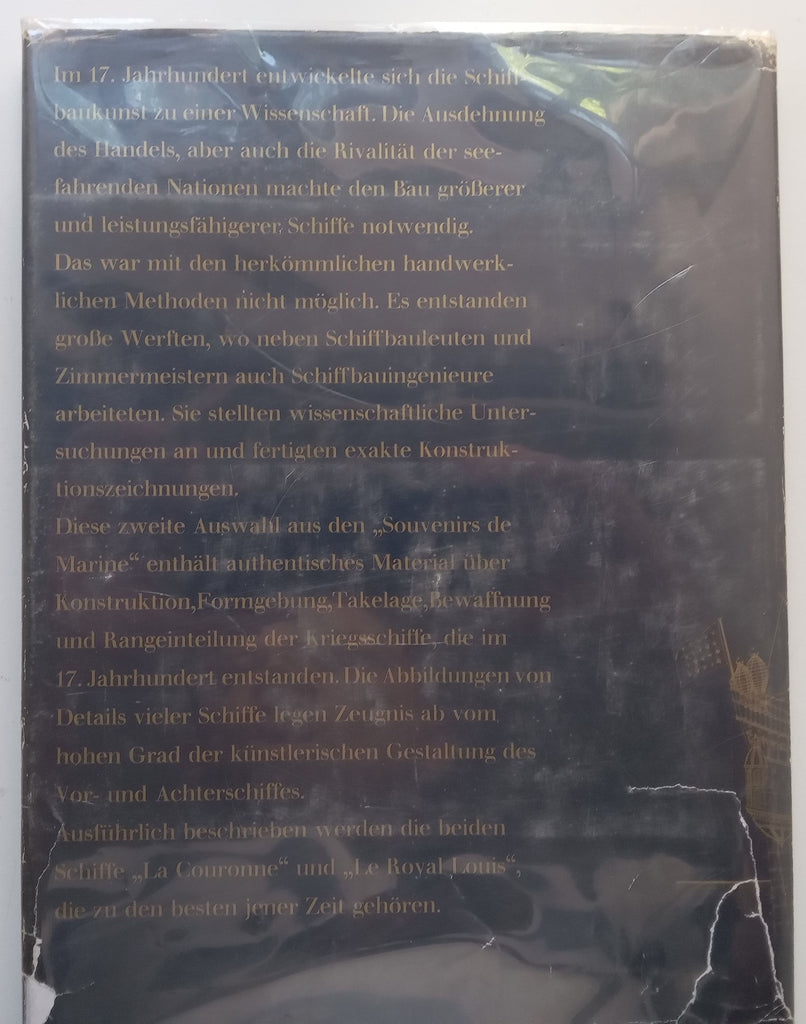 Im 17. Jahrhundert entwickelte sich die Schiff-
baukunst zu einer Wissenschaft. Die Ausdehnung
des Handels, aber auch die Rivalität der see-
fahrenden Nationen machte den Bau größerer
und leistungsfähigerer Schiffe notwendig.
Das war mit den herkömmlichen handwerk-
lichen Methoden nicht möglich. Es entstanden
große Werften, wo neben Schiffbauleuten und
Zimmermeistern auch Schiffbauingenieure
arbeiteten. Sie stellten wissenschaftliche Unter-
suchungen an und fertigten exakte Konstruk-
tionszeichnungen.
Diese zweite Auswahl aus den „Souvenirs de
Marine“ enthält authentisches Material über
Konstruktion,Formgebung,Takelage,Bewaffnung
und Rangeinteilung der Kriegsschiffe, die im
17. Jahrhundert entstanden. Die Abbildungen von
Details vieler Schiffe legen Zeugnis ab vom
hohen Grad der künstlerischen Gestaltung des
Vor- und Achterschiffes.
Ausführlich beschrieben werden die beiden
Schiffe „La Couronne“ und „Le Royal Louis“,
die zu den besten jener Zeit gehören.